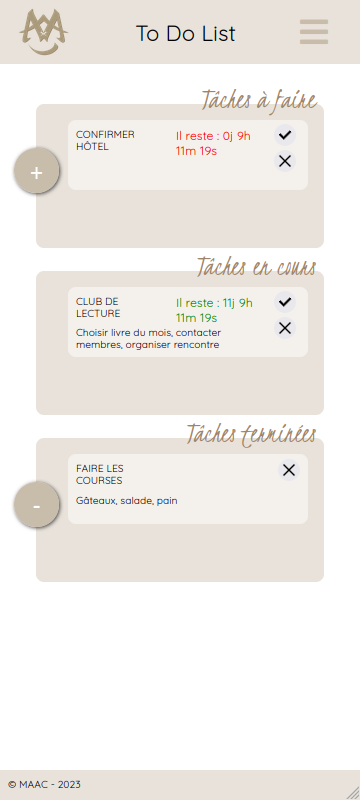 To Do List
Tâches à faire
CONFIRMER
HÔTEL
Il reste : 0j 9h
11m 19s
+
Tâches en cours
CLUB DE
LECTURE
Il reste : 11j 9h
11m 19s
Choisir livre du mois, contacter
membres, organiser rencontre
Tâches terminées
FAIRE LES
COURSES
-
Gâteaux, salade, pain
© MAAC - 2023